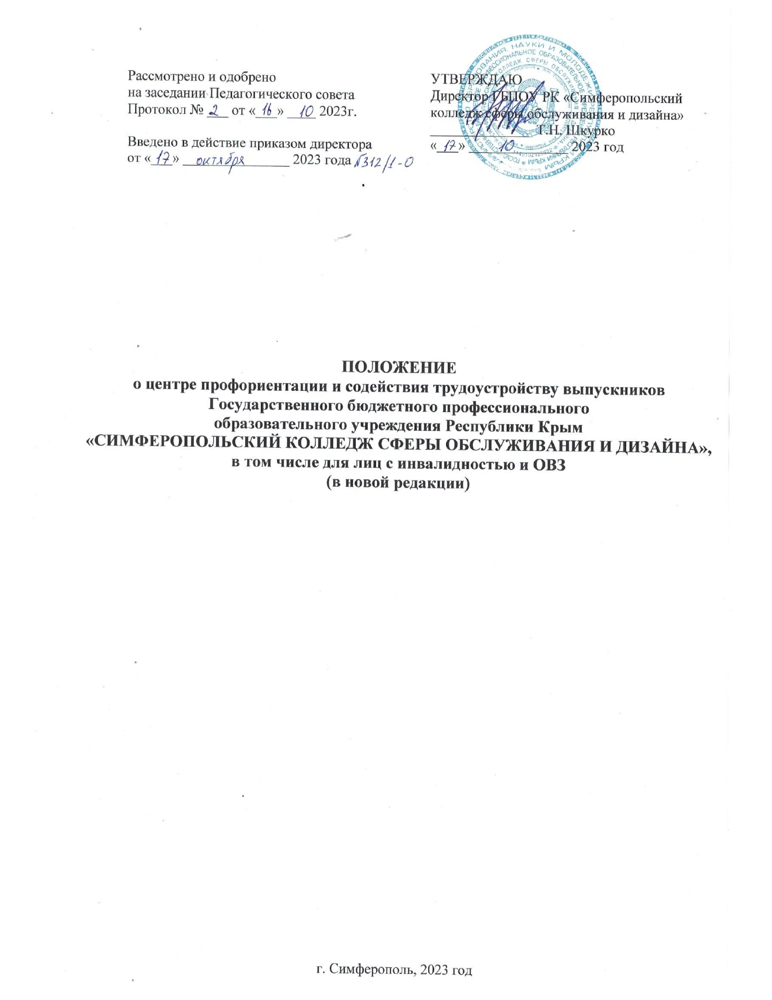 Рассмотрено и одобрено
на заседании Педагогического совета
Протокол № 2 от «16» 10 2023г.
Введено в действие приказом директора
от «17» октября 2023 года №312/1-О
УТВЕРЖДАЮ
Директор ГБПОУ РК «Симферопольский
колледж сферы обслуживания и дизайна»
Т.Н. Шкурко
«17» 10 2023 год
ПОЛОЖЕНИЕ
о центре профориентации и содействия трудоустройству выпускников
Государственного бюджетного профессионального
образовательного учреждения Республики Крым
«СИМФЕРОПОЛЬСКИЙ КОЛЛЕДЖ СФЕРЫ ОБСЛУЖИВАНИЯ И ДИЗАЙНА»,
в том числе для лиц с инвалидностью и ОВЗ
(в новой редакции)
г. Симферополь, 2023 год